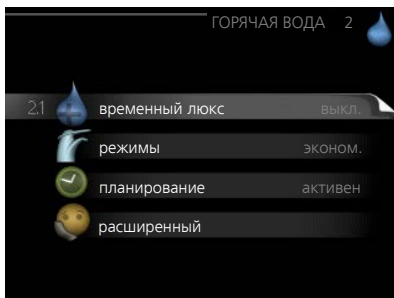 ГОРЯЧАЯ ВОДА 2
2.1 временный люкс выкл.
режимы эконом.
планирование активен
расширенный